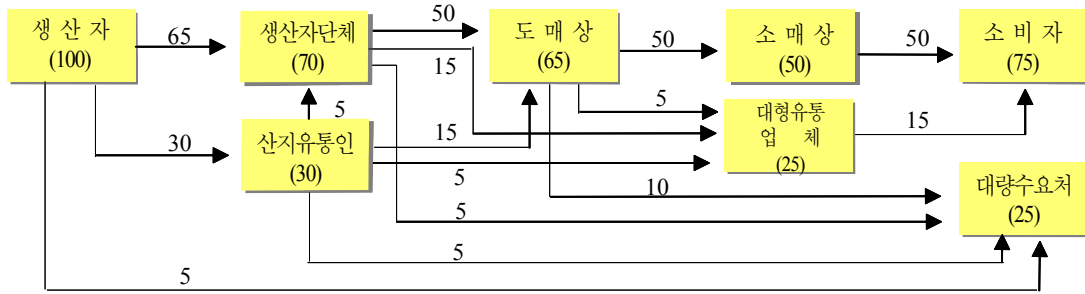 생 산 자
(100)
65
생산자단체
(70)
50
15
도 매 상
(65)
50
소 매 상
(50)
50
소 비 자
(75)
5
5
대형유통
업 체
(25)
15
30
산지유통인
(30)
15
5
10
대량수요처
(25)
5
5
5